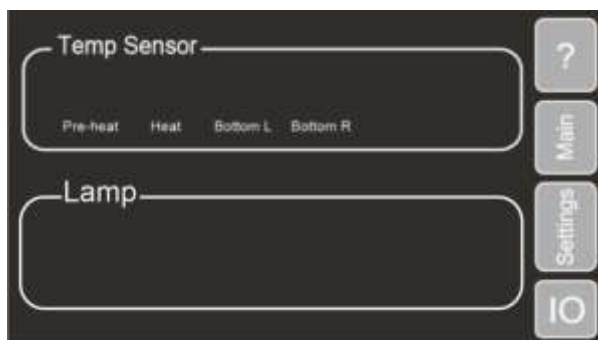 Temp Sensor
?
Pre-heat Heat Bottom L Bottom R
Main
Lamp
Settings
IO